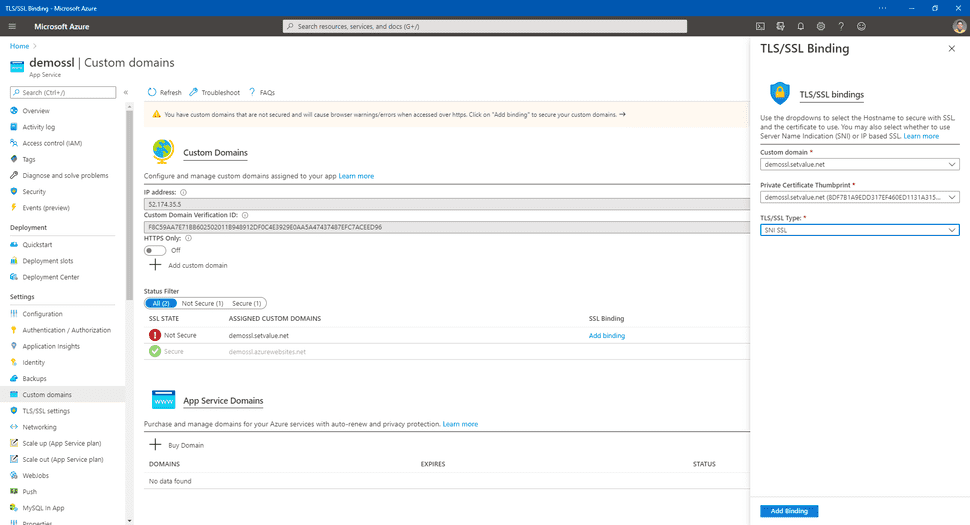 TLS/SSL Binding - Microsoft Azure
Microsoft Azure
Search resources, services, and docs (G+/)
Home >
demossl | Custom domains
App Service
Search (Ctrl+/)
Overview
Activity log
Access control (IAM)
Tags
Diagnose and solve problems
Security
Events (preview)
Deployment
Quickstart
Deployment slots
Deployment Center
Settings
Configuration
Authentication / Authorization
Application Insights
Identity
Backups
Custom domains
TLS/SSL settings
Networking
Scale up (App Service plan)
Scale out (App Service plan)
WebJobs
Push
MySQL In App
Properties
Refresh
Troubleshoot
FAQs
You have custom domains that are not secured and will cause browser warnings/errors when accessed over https. Click on "Add binding" to secure your custom domains. →
Custom Domains
Configure and manage custom domains assigned to your app Learn more
IP address:
52.174.35.5
Custom Domain Verification ID:
HTTPS Only:
Off
Add custom domain
Status Filter
All (2) Not Secure (1) Secure (1)
SSL STATE ASSIGNED CUSTOM DOMAINS SSL Binding
Not Secure demossl.setvalue.net Add binding
Secure demossl.azurewebsites.net
App Service Domains
Purchase and manage domains for your Azure services with auto-renew and privacy protection. Learn more
Buy Domain
DOMAINS EXPIRES STATUS
No data found
TLS/SSL Binding
TLS/SSL bindings
Use the dropdowns to select the Hostname to secure with SSL,
and the certificate to use. You may also select whether to use
Server Name Indication (SNI) or IP based SSL. Learn more
Custom domain *
demossl.setvalue.net
Private Certificate Thumbprint *
demossl.setvalue.net (8DF7B1A9EDD317EF460ED1131A315...
TLS/SSL Type: *
SNI SSL
Add Binding